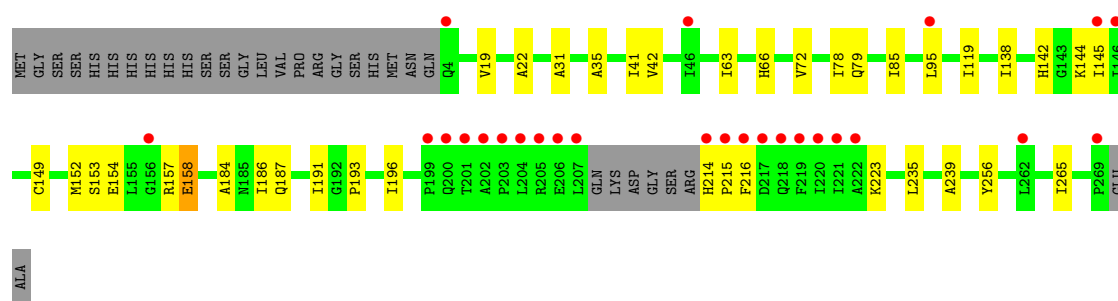 MET GLY SER SER HIS HIS HIS HIS HIS HIS SER SER GLY LEU VAL PRO ARG GLY SER HIS MET ASN GLN Q4 V19 A22 A31 A35 I41 V42 I46 I63 H66 V72 I78 Q79 I85 L95 I119 I138 H142 G143 K144 I145 I146
C149 M152 S153 E154 L155 G156 R157 E158 A184 N185 I186 Q187 I191 G192 P193 I196 P199 Q200 T201 A202 P203 L204 R205 E206 L207 GLN LYS ASP GLY SER ARG H214 P215 F216 D217 Q218 F219 I220 I221 A222 K223 L235 A239 Y256 L262 I265 P269 GLU
ALA